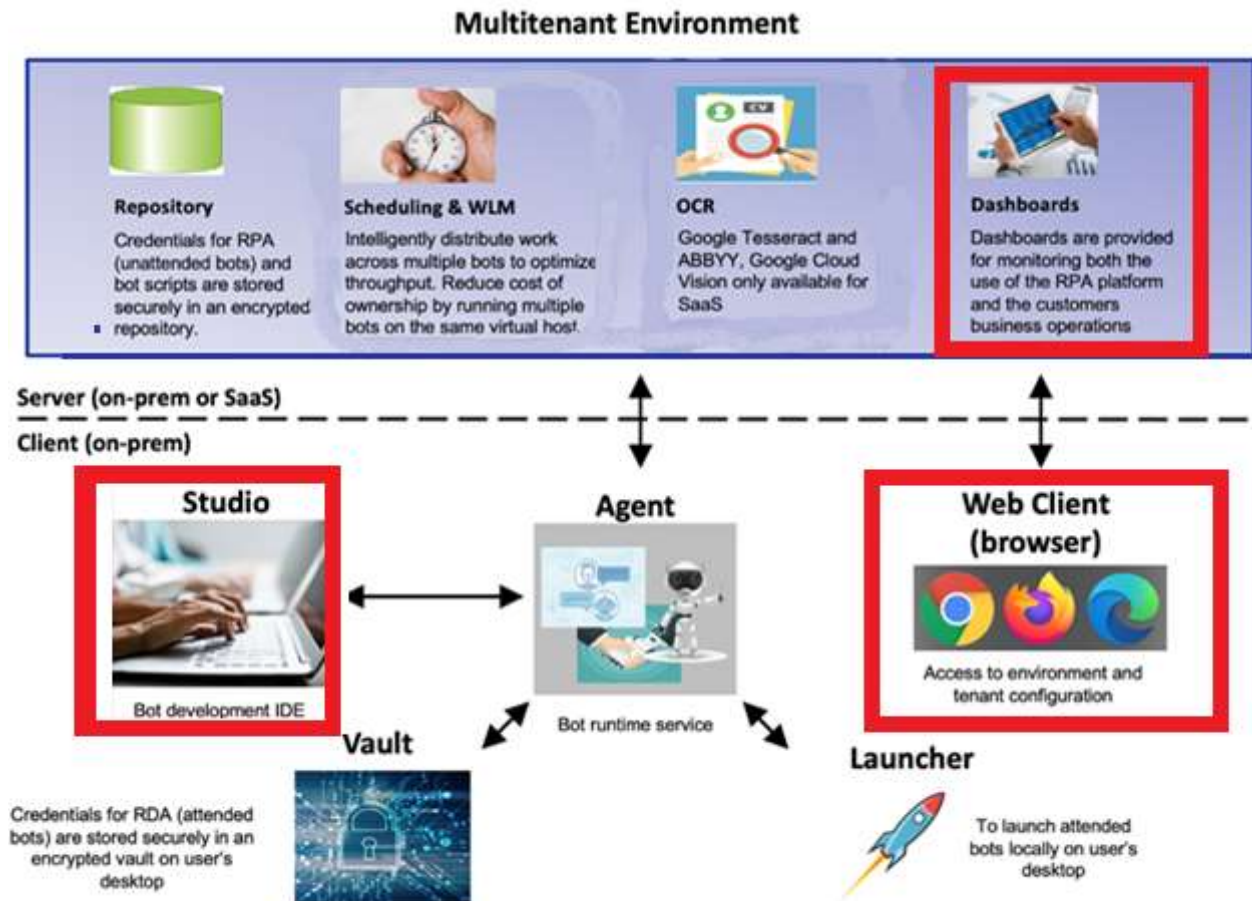 Multitenant Environment
CV
Repository
Credentials for RPA
(unattended bots) and
bot scripts are stored
securely in an encrypted
repository.
Scheduling & WLM
Intelligently distribute work
across multiple bots to optimize
throughput. Reduce cost of
ownership by running multiple
bots on the same virtual host.
OCR
Google Tesseract and
ABBYY, Google Cloud
Vision only available for
SaaS
Dashboards
Dashboards are provided
for monitoring both the
use of the RPA platform
and the customers
business operations
Server (on-prem or SaaS)
Client (on-prem)
Studio
Bot development IDE
Agent
Bot runtime service
Web Client
(browser)
Access to environment and
tenant configuration
Vault
Credentials for RDA (attended
bots) are stored securely in an
encrypted vault on user's
desktop
Launcher
To launch attended
bots locally on user's
desktop